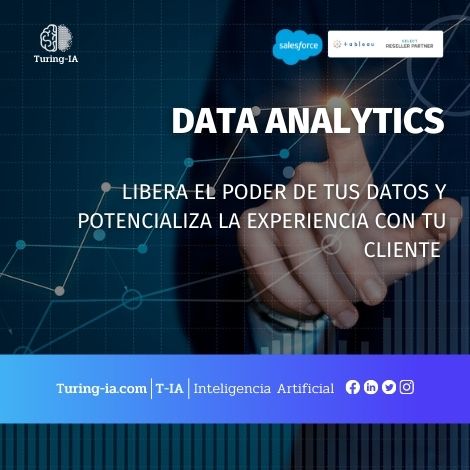 Turing-IA
salesforce
tableau
SELECT
RESELLER PARTNER
DATA ANALYTICS
LIBERA EL PODER DE TUS DATOS Y
POTENCIALIZA LA EXPERIENCIA CON TU
CLIENTE
Turing-ia.com | T-IA | Inteligencia Artificial